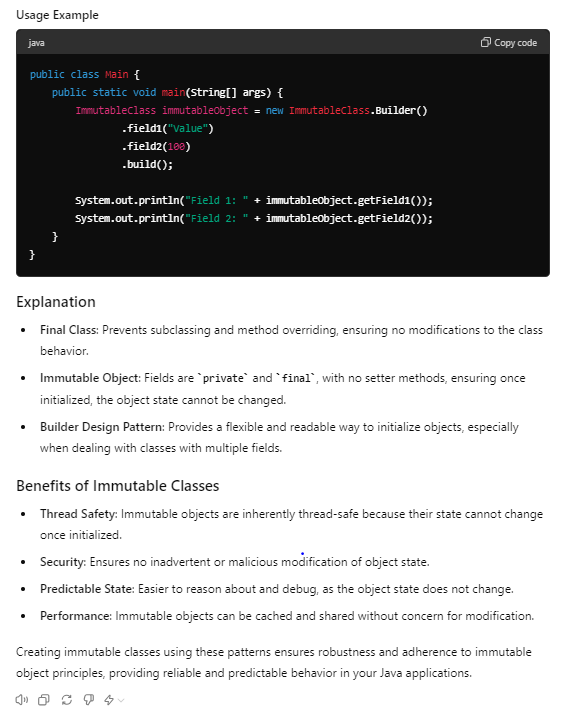 Usage Example
java
Copy code
public class Main {
public static void main(String[] args) {
ImmutableClass immutableObject = new ImmutableClass.Builder()
.field1("Value")
.field2(100)
.build();
System.out.println("Field 1: " + immutableObject.getField1());
System.out.println("Field 2: " + immutableObject.getField2());
}
}
Explanation
• Final Class: Prevents subclassing and method overriding, ensuring no modifications to the class
behavior.
• Immutable Object: Fields are `private` and `final`, with no setter methods, ensuring once
initialized, the object state cannot be changed.
• Builder Design Pattern: Provides a flexible and readable way to initialize objects, especially
when dealing with classes with multiple fields.
Benefits of Immutable Classes
• Thread Safety: Immutable objects are inherently thread-safe because their state cannot change
once initialized.
• Security: Ensures no inadvertent or malicious modification of object state.
• Predictable State: Easier to reason about and debug, as the object state does not change.
• Performance: Immutable objects can be cached and shared without concern for modification.
Creating immutable classes using these patterns ensures robustness and adherence to immutable
object principles, providing reliable and predictable behavior in your Java applications.